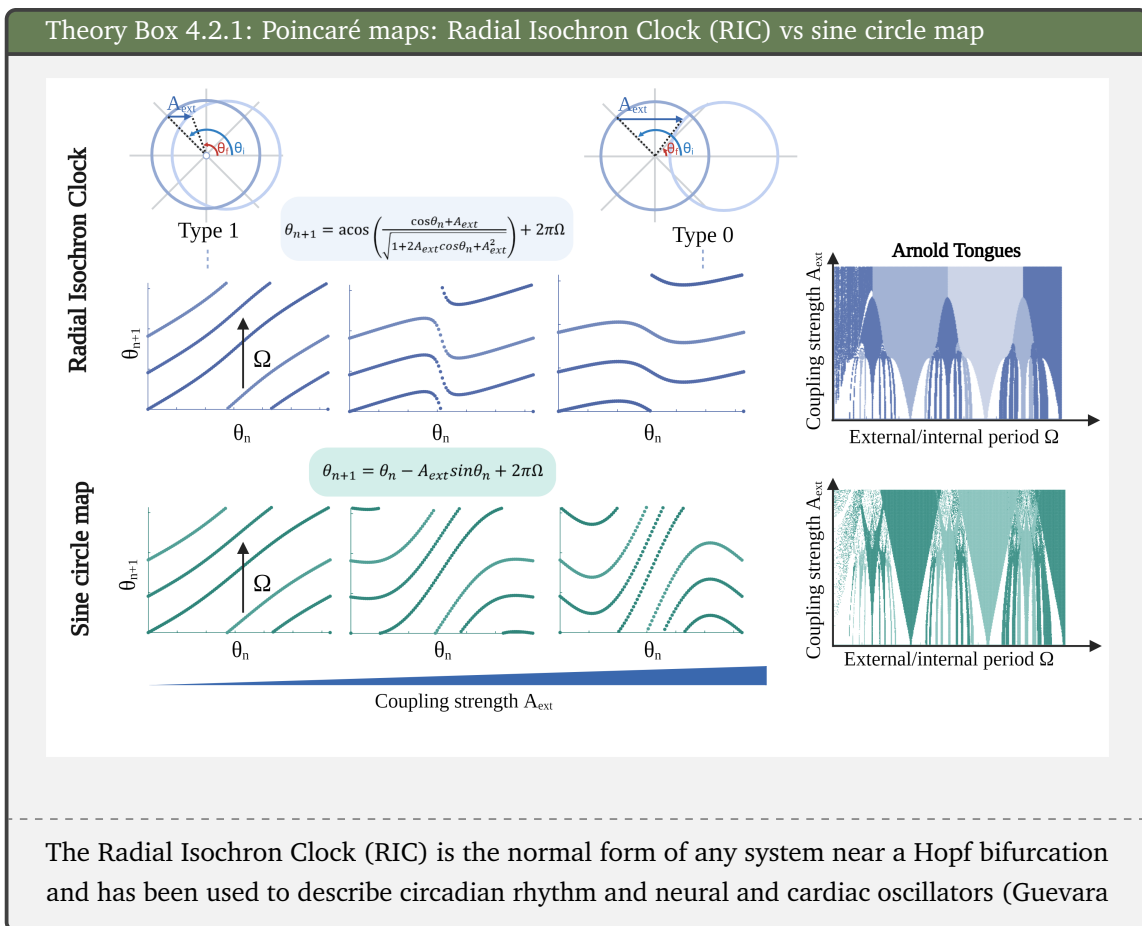 Theory Box 4.2.1: Poincaré maps: Radial Isochron Clock (RIC) vs sine circle map
Radial Isochron Clock
A_ext
θ_f θ_i
Type 1
A_ext
θ_f θ_i
Type 0
θ_{n+1} = acos( (cosθ_n+A_ext) / √(1+2A_ext cosθ_n+A_ext^2) ) + 2πΩ
θ_{n+1}
Ω
θ_n
θ_n
θ_n
Arnold Tongues
Coupling strength A_ext
External/internal period Ω
Sine circle map
θ_{n+1} = θ_n − A_ext sinθ_n + 2πΩ
θ_{n+1}
Ω
θ_n
θ_n
θ_n
Coupling strength A_ext
Coupling strength A_ext
External/internal period Ω
The Radial Isochron Clock (RIC) is the normal form of any system near a Hopf bifurcation
and has been used to describe circadian rhythm and neural and cardiac oscillators (Guevara